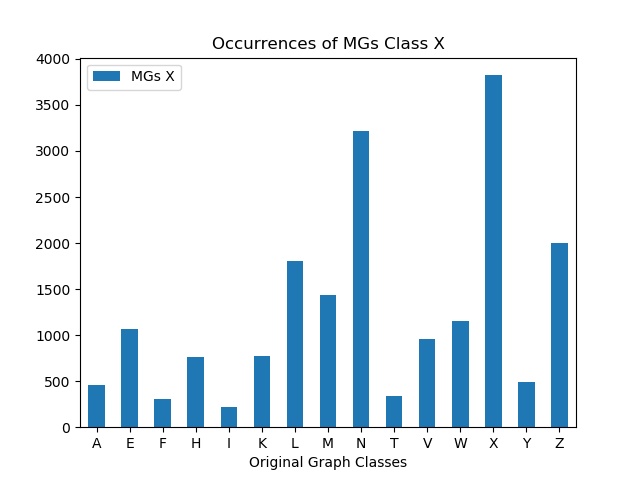 Occurrences of MGs Class X
MGs X
4000
3500
3000
2500
2000
1500
1000
500
0
A E F H I K L M N T V W X Y Z
Original Graph Classes